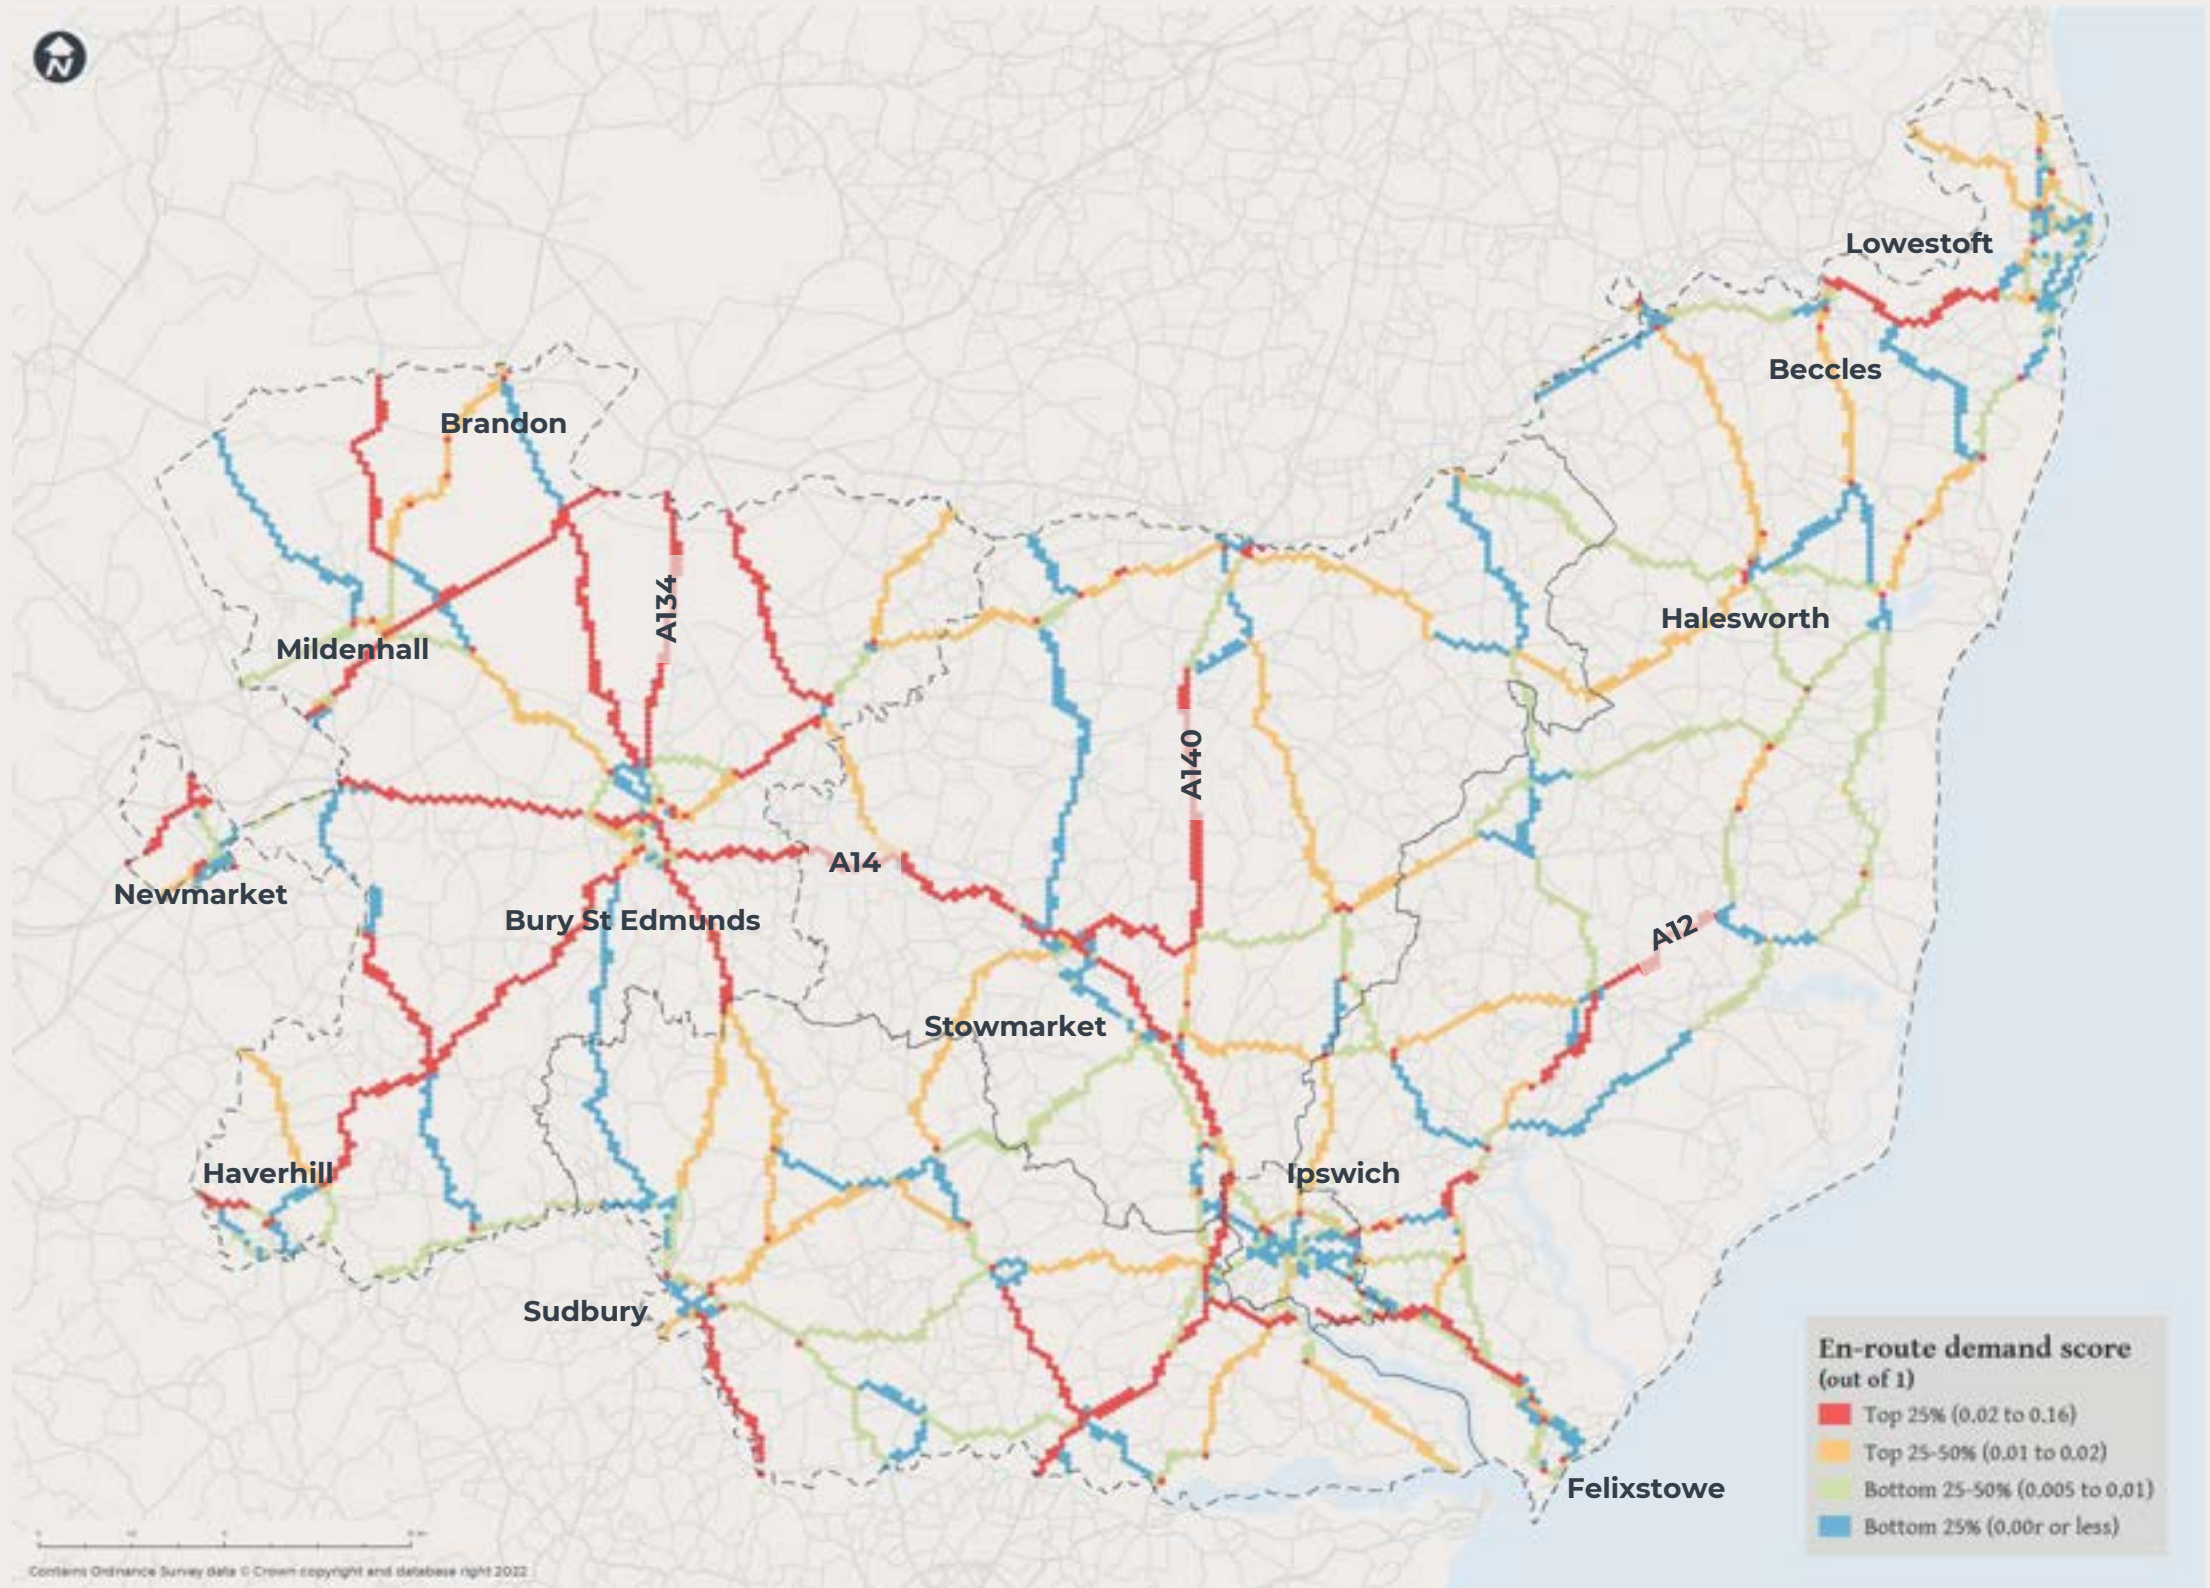 N
Lowestoft
Beccles
Brandon
A134
Halesworth
Mildenhall
A140
A14
Newmarket
Bury St Edmunds
A12
Stowmarket
Haverhill
Ipswich
Sudbury
Felixstowe
En-route demand score
(out of 1)
Top 25% (0.02 to 0.16)
Top 25-50% (0.01 to 0.02)
Bottom 25-50% (0.005 to 0.01)
Bottom 25% (0.00r or less)
Contains Ordnance Survey data © Crown copyright and database right 2022